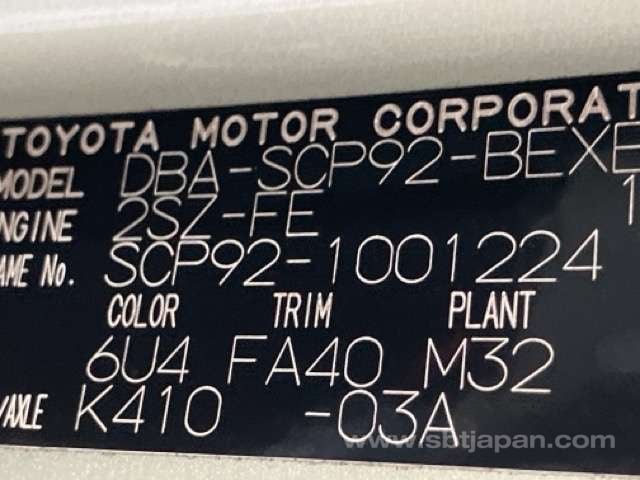 TOYOTA MOTOR CORPORAT
MODEL DBA-SCP92-BEXE
NGINE 2SZ-FE 1
AME No. SCP92-1001224
COLOR TRIM PLANT
6U4 FA40 M32
/AXLE K410 -03A
www.sbtjapan.com